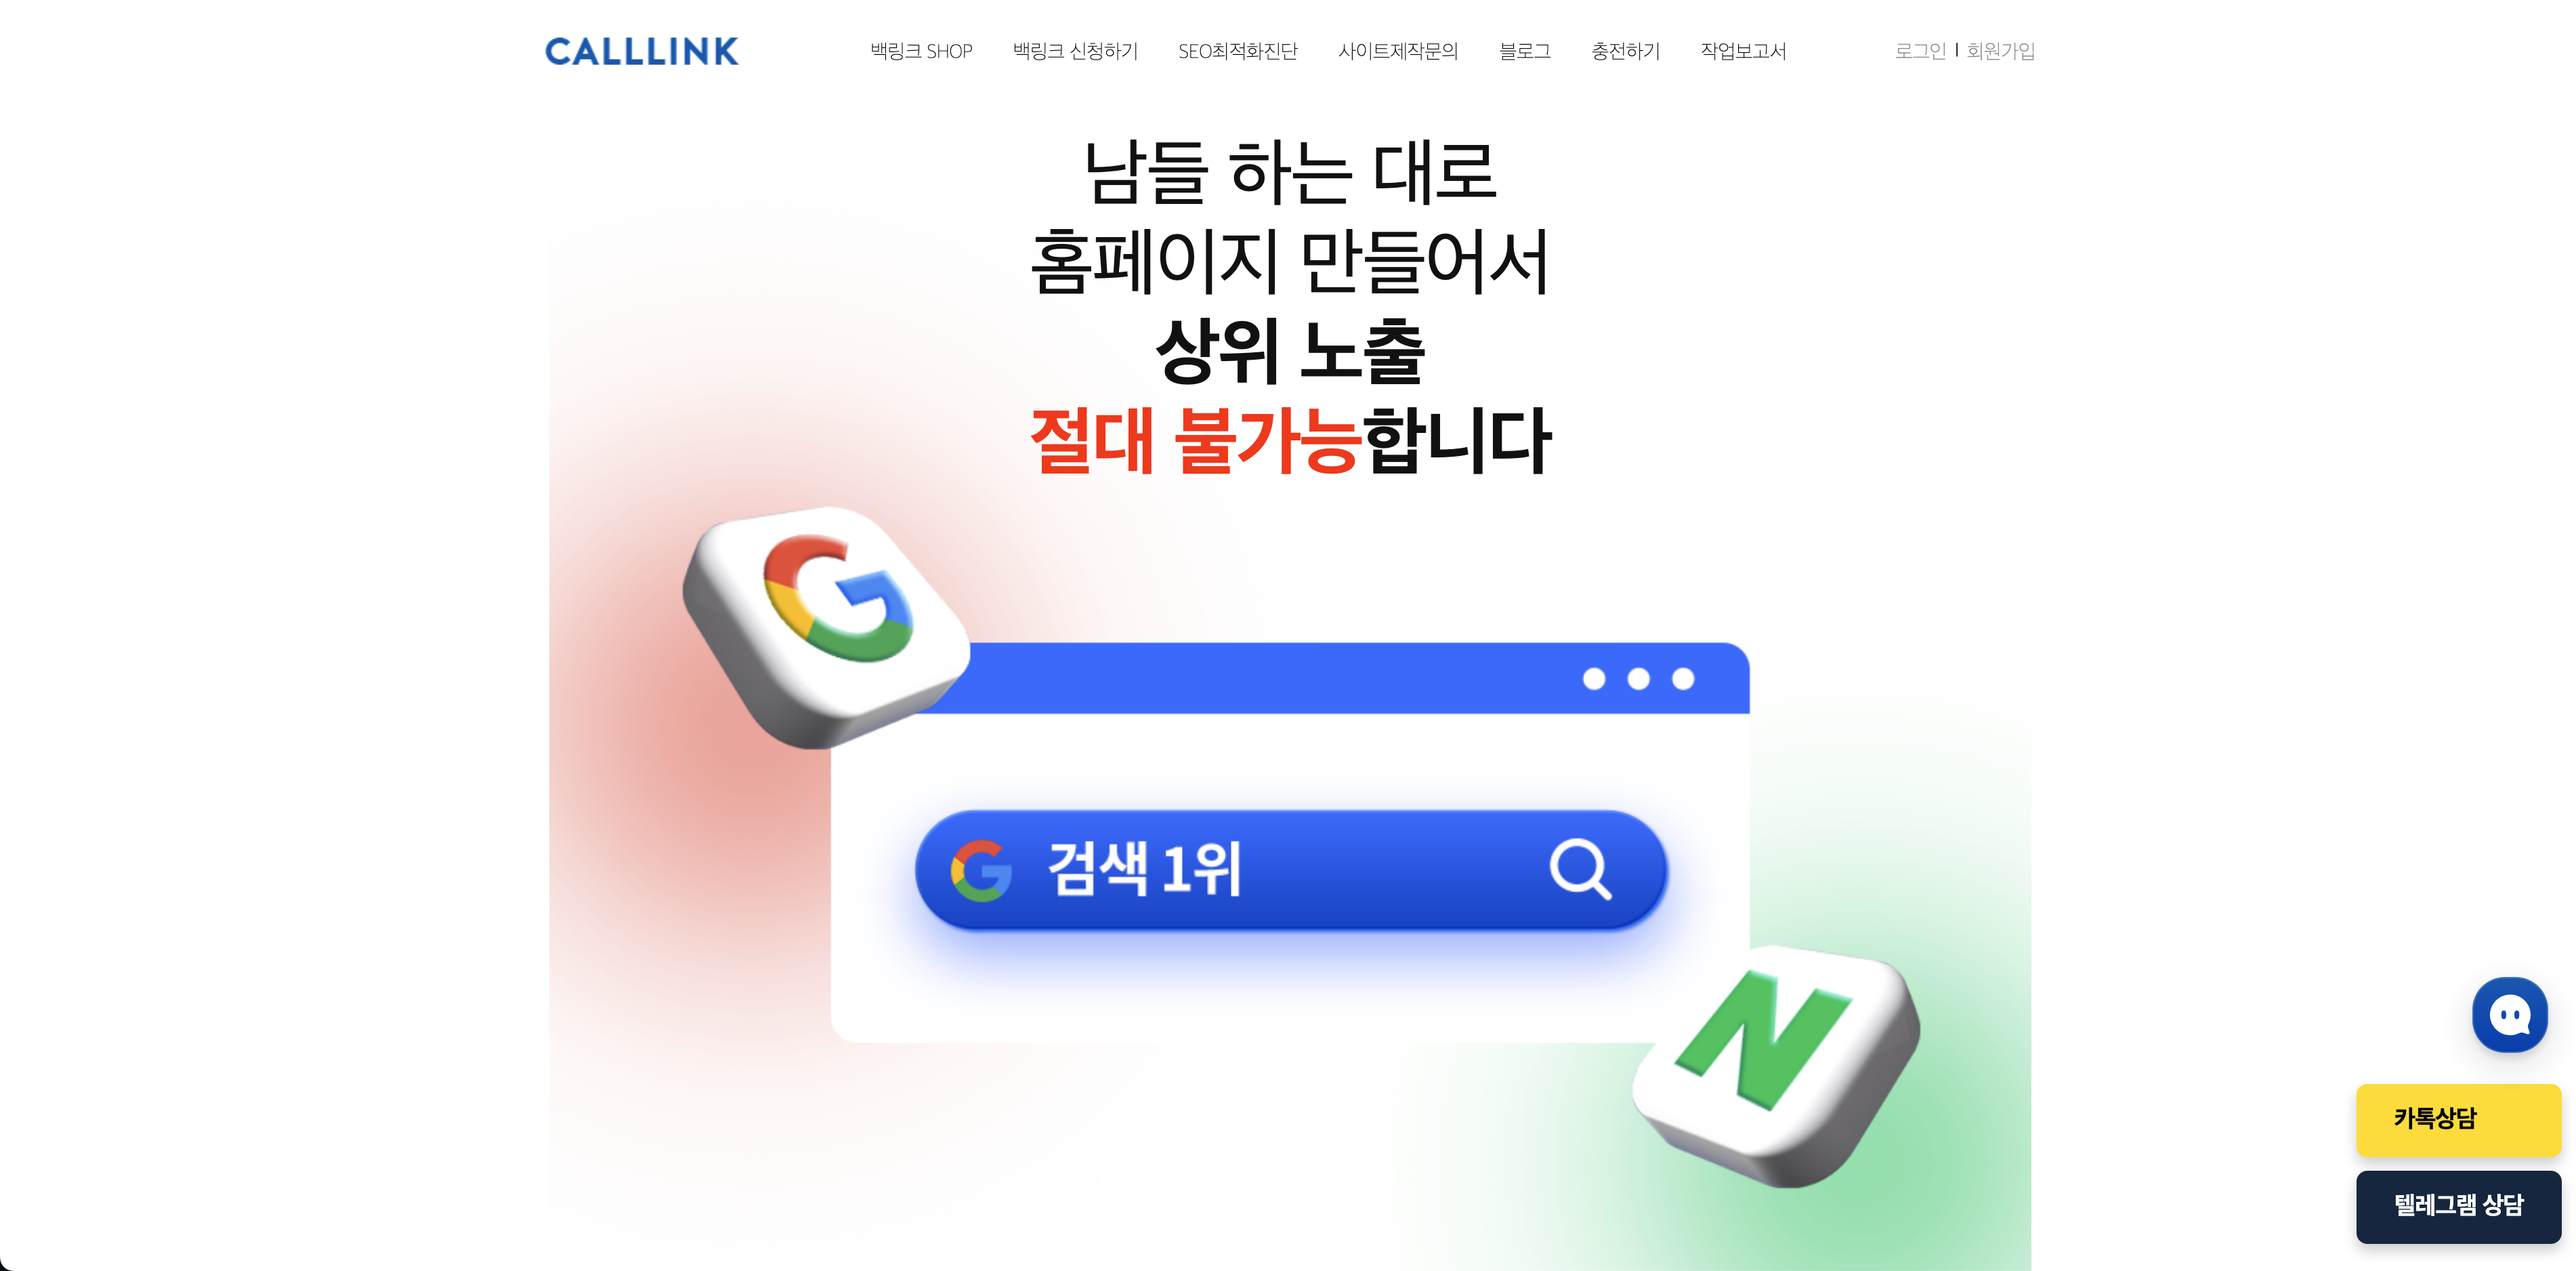 CALLLINK
백링크 SHOP
백링크 신청하기
SEO최적화진단
사이트제작문의
블로그
충전하기
작업보고서
로그인 | 회원가입
남들 하는 대로
홈페이지 만들어서
상위 노출
절대 불가능합니다
G
G 검색 1위
N
카톡상담
텔레그램 상담